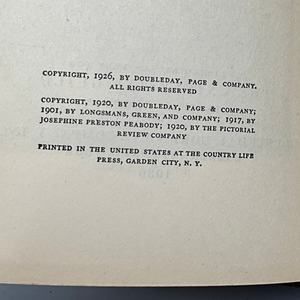 COPYRIGHT, 1926, BY DOUBLEDAY, PAGE & COMPANY.
ALL RIGHTS RESERVED
COPYRIGHT, 1920, BY DOUBLEDAY, PAGE & COMPANY;
1901, BY LONGSMANS, GREEN, AND COMPANY; 1917, BY
JOSEPHINE PRESTON PEABODY; 1920, BY THE PICTORIAL
REVIEW COMPANY
PRINTED IN THE UNITED STATES AT THE COUNTRY LIFE
PRESS, GARDEN CITY, N. Y.